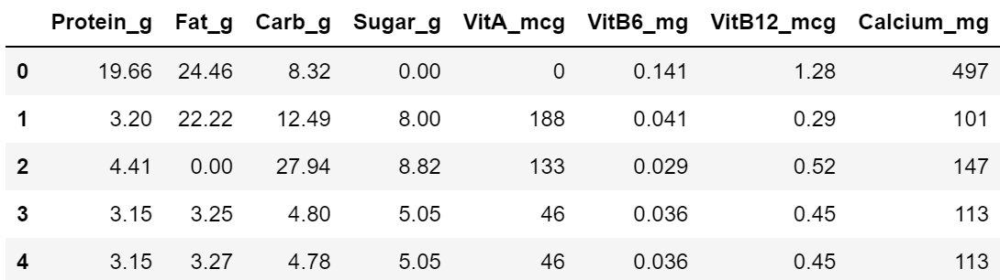 Protein_g Fat_g Carb_g Sugar_g VitA_mcg VitB6_mg VitB12_mcg Calcium_mg
0 19.66 24.46 8.32 0.00 0 0.141 1.28 497
1 3.20 22.22 12.49 8.00 188 0.041 0.29 101
2 4.41 0.00 27.94 8.82 133 0.029 0.52 147
3 3.15 3.25 4.80 5.05 46 0.036 0.45 113
4 3.15 3.27 4.78 5.05 46 0.036 0.45 113